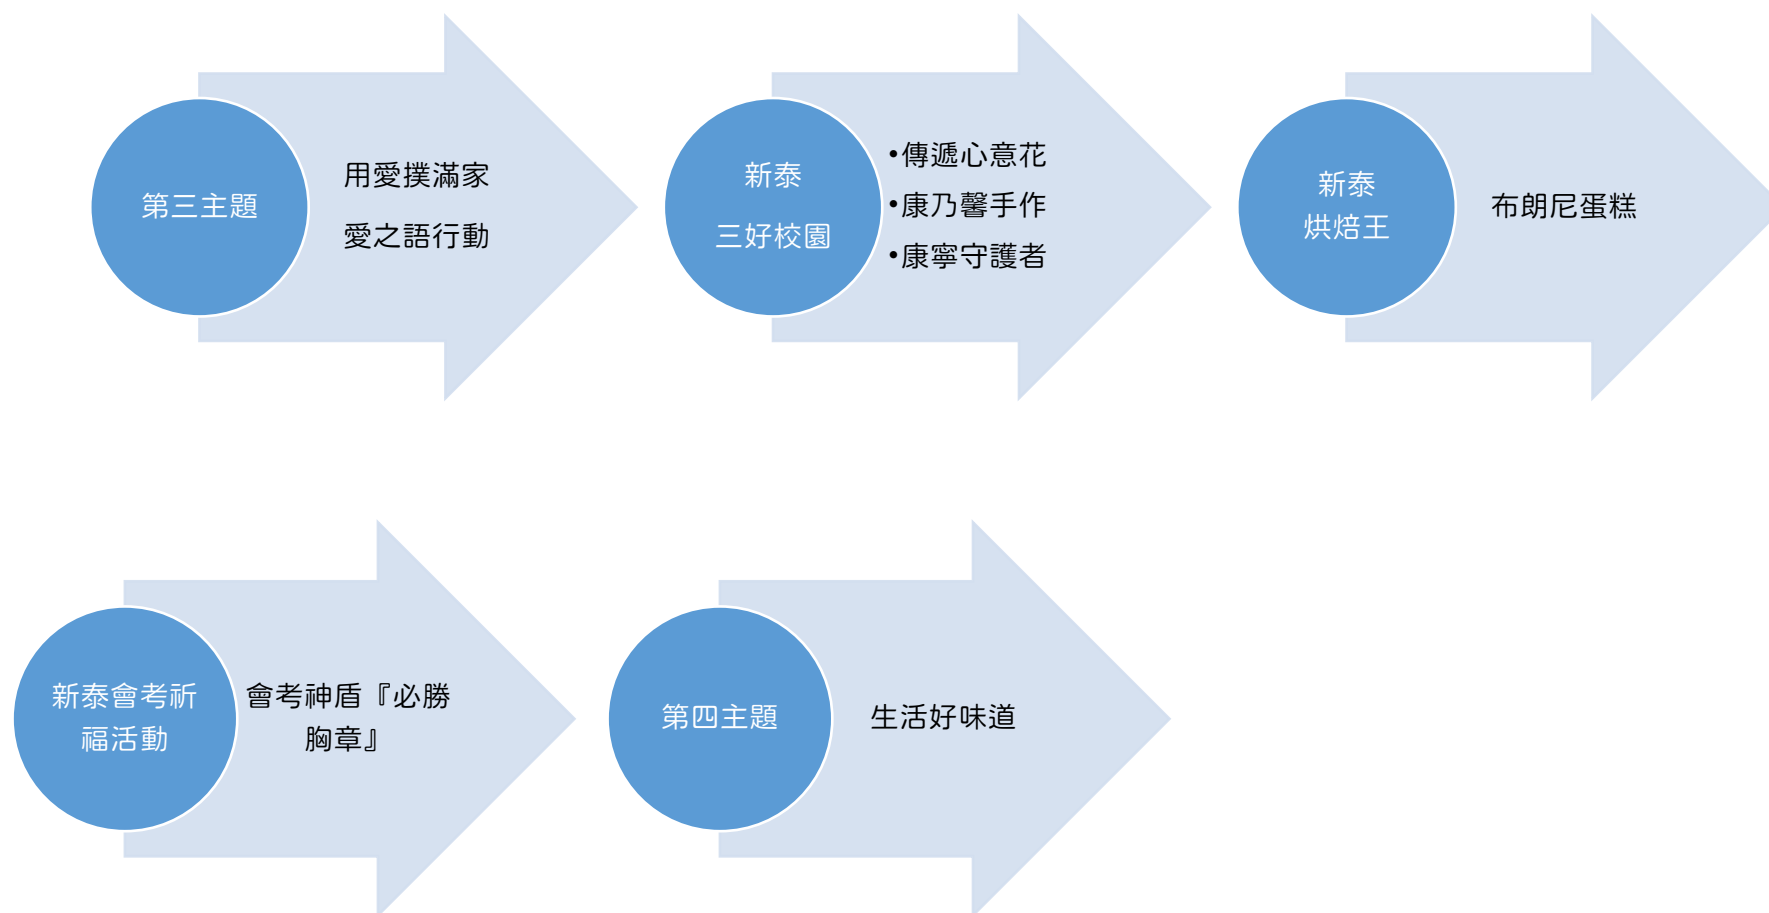 第三主題
用愛撲滿家
愛之語行動
新泰
三好校園
•傳遞心意花
•康乃馨手作
•康寧守護者
新泰
烘焙王
布朗尼蛋糕
新泰會考祈
福活動
會考神盾『必勝
胸章』
第四主題
生活好味道